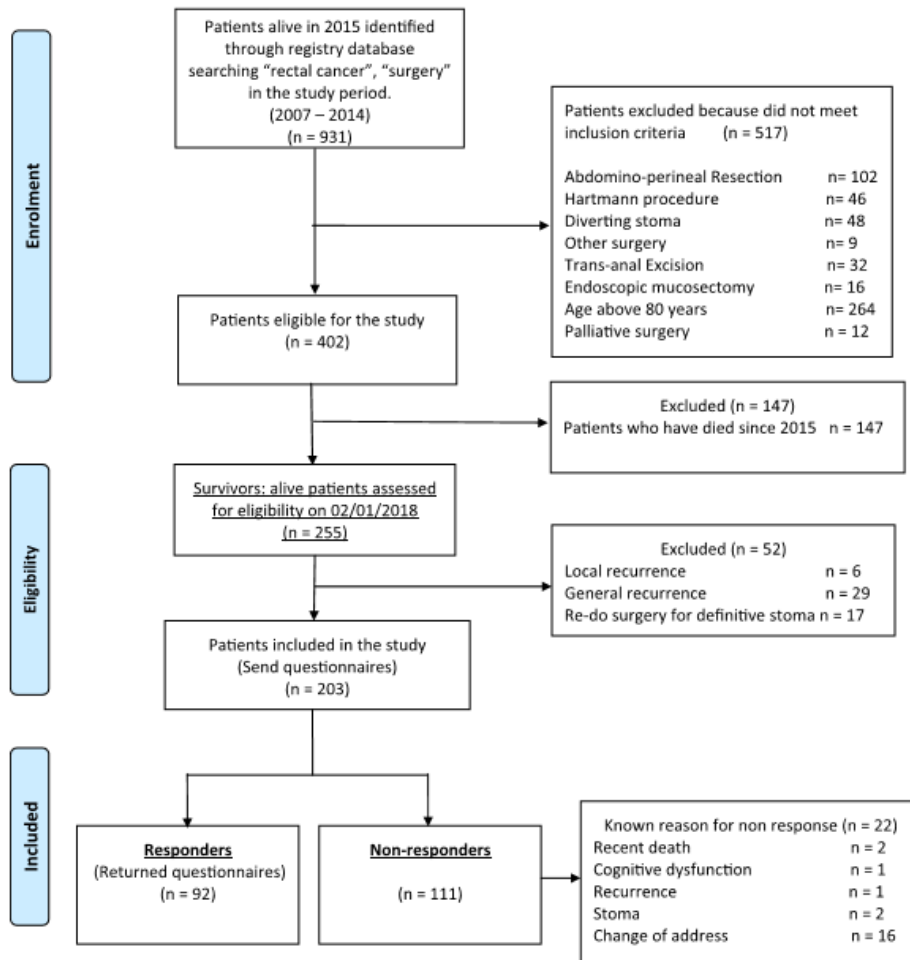 Enrolment
Patients alive in 2015 identified
through registry database
searching “rectal cancer”, “surgery”
in the study period.
(2007 – 2014)
(n = 931)
Patients excluded because did not meet
inclusion criteria (n = 517)
Abdomino-perineal Resection n= 102
Hartmann procedure n= 46
Diverting stoma n= 48
Other surgery n= 9
Trans-anal Excision n= 32
Endoscopic mucosectomy n= 16
Age above 80 years n= 264
Palliative surgery n = 12
Patients eligible for the study
(n = 402)
Excluded (n = 147)
Patients who have died since 2015 n = 147
Eligibility
Survivors: alive patients assessed
for eligibility on 02/01/2018
(n = 255)
Excluded (n = 52)
Local recurrence n = 6
General recurrence n = 29
Re-do surgery for definitive stoma n = 17
Patients included in the study
(Send questionnaires)
(n = 203)
Included
Responders
(Returned questionnaires)
(n = 92)
Non-responders
(n = 111)
Known reason for non response (n = 22)
Recent death n = 2
Cognitive dysfunction n = 1
Recurrence n = 1
Stoma n = 2
Change of address n = 16